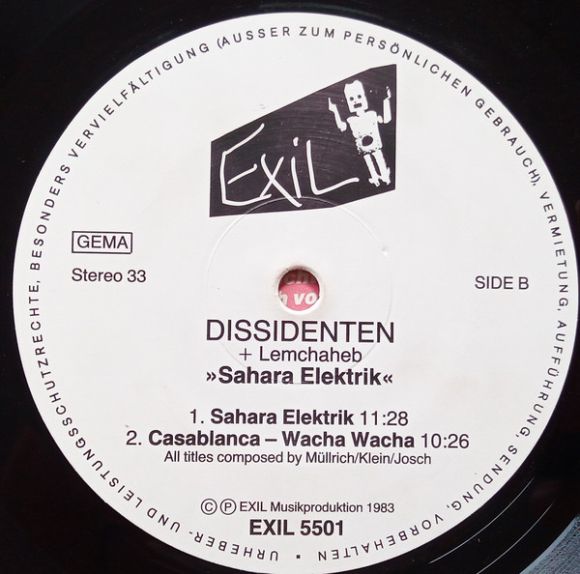 URHEBER- UND LEISTUNGSSCHUTZRECHTE, BESONDERS VERVIELFÄLTIGUNG (AUSSER ZUM PERSÖNLICHEN GEBRAUCH), VERMIETUNG, AUFFÜHRUNG, SENDUNG, VORBEHALTEN •
EXIL
GEMA
Stereo 33
SIDE B
vo
DISSIDENTEN
+ Lemchaheb
»Sahara Elektrik«
1. Sahara Elektrik 11:28
2. Casablanca – Wacha Wacha 10:26
All titles composed by Müllrich/Klein/Josch
© Ⓟ EXIL Musikproduktion 1983
EXIL 5501